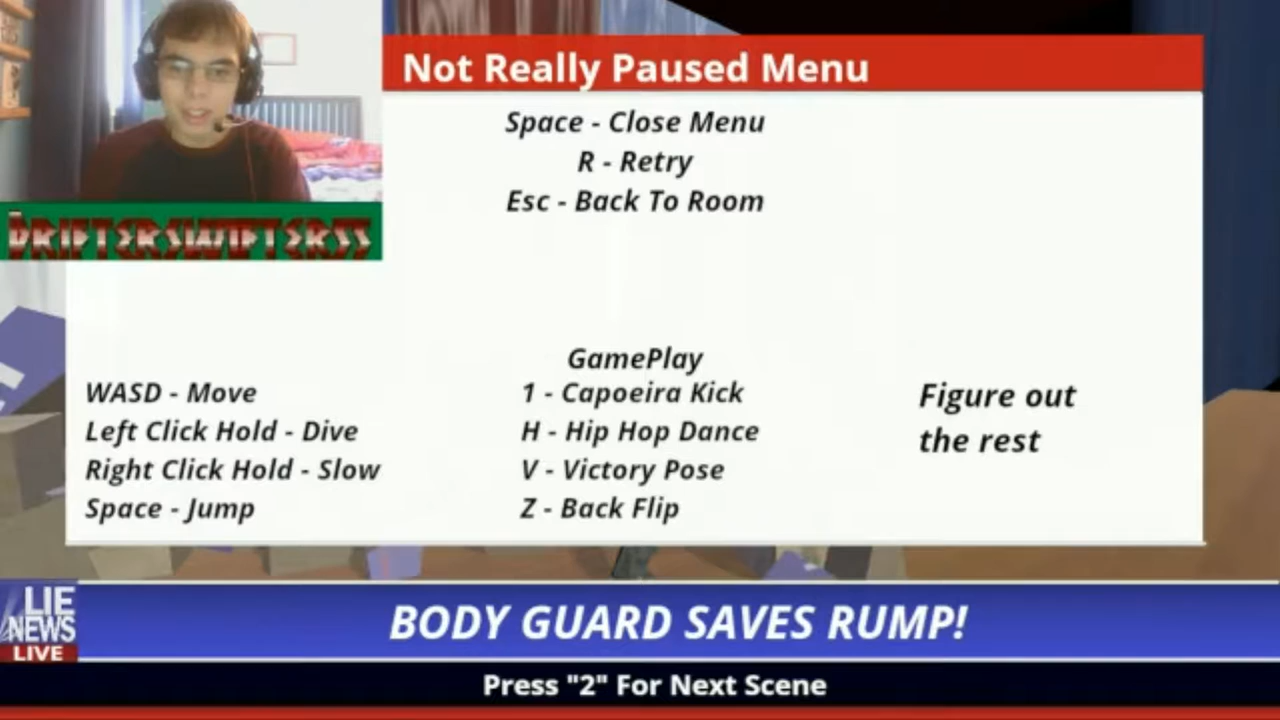 Not Really Paused Menu
Space - Close Menu
R - Retry
Esc - Back To Room
DRIFTERSWIFTERSS
GamePlay
WASD - Move
Left Click Hold - Dive
Right Click Hold - Slow
Space - Jump
1 - Capoeira Kick
H - Hip Hop Dance
V - Victory Pose
Z - Back Flip
Figure out
the rest
LIE
NEWS
LIVE
BODY GUARD SAVES RUMP!
Press "2" For Next Scene